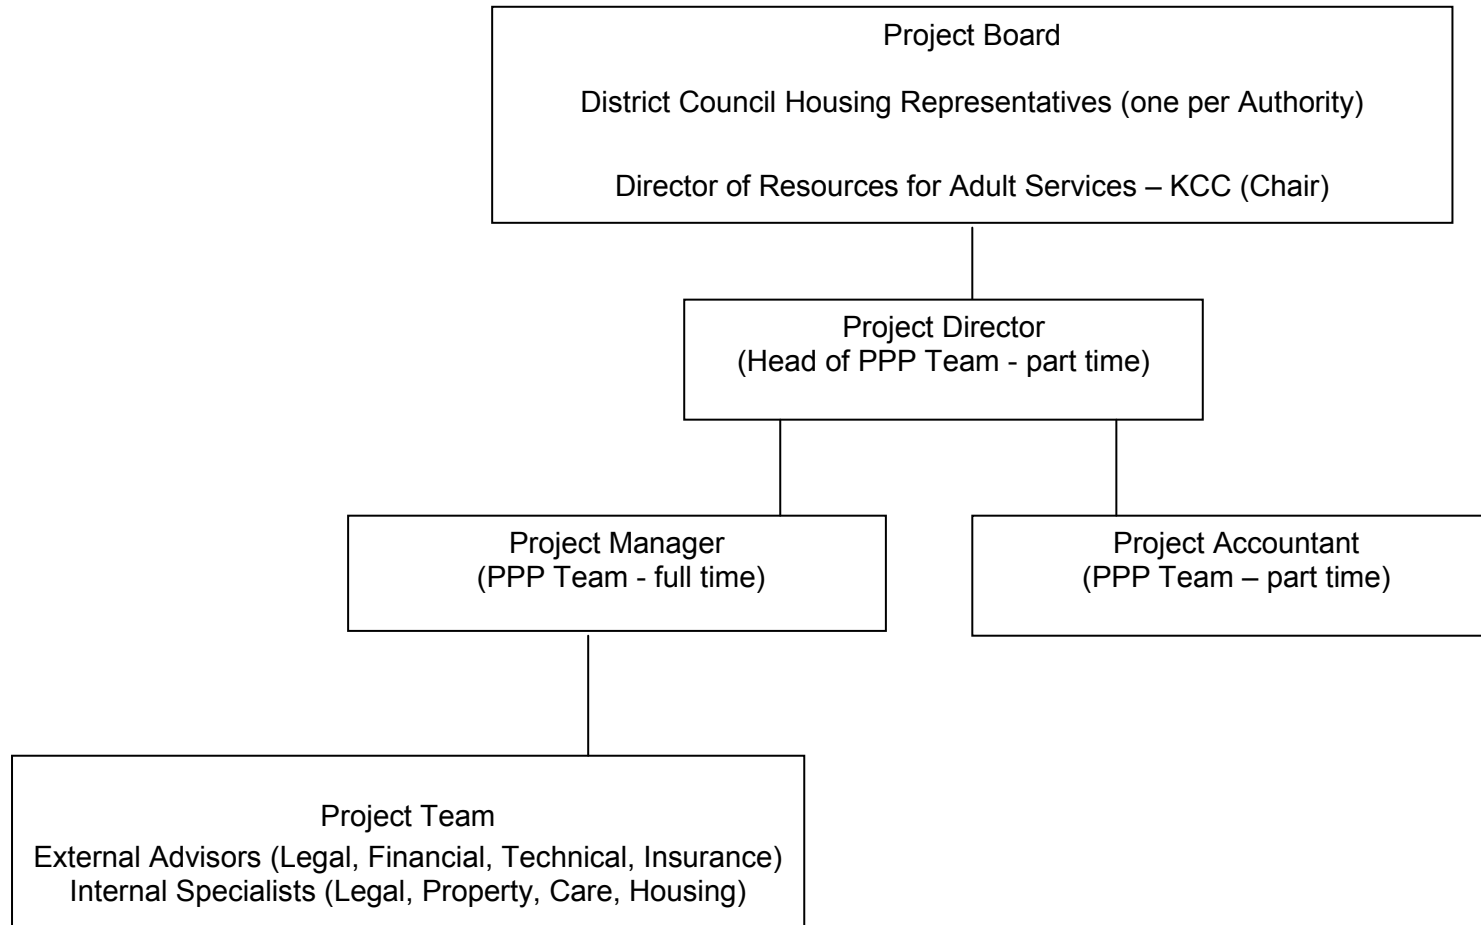 Project Board
District Council Housing Representatives (one per Authority)
Director of Resources for Adult Services – KCC (Chair)
Project Director
(Head of PPP Team - part time)
Project Manager
(PPP Team - full time)
Project Accountant
(PPP Team – part time)
Project Team
External Advisors (Legal, Financial, Technical, Insurance)
Internal Specialists (Legal, Property, Care, Housing)